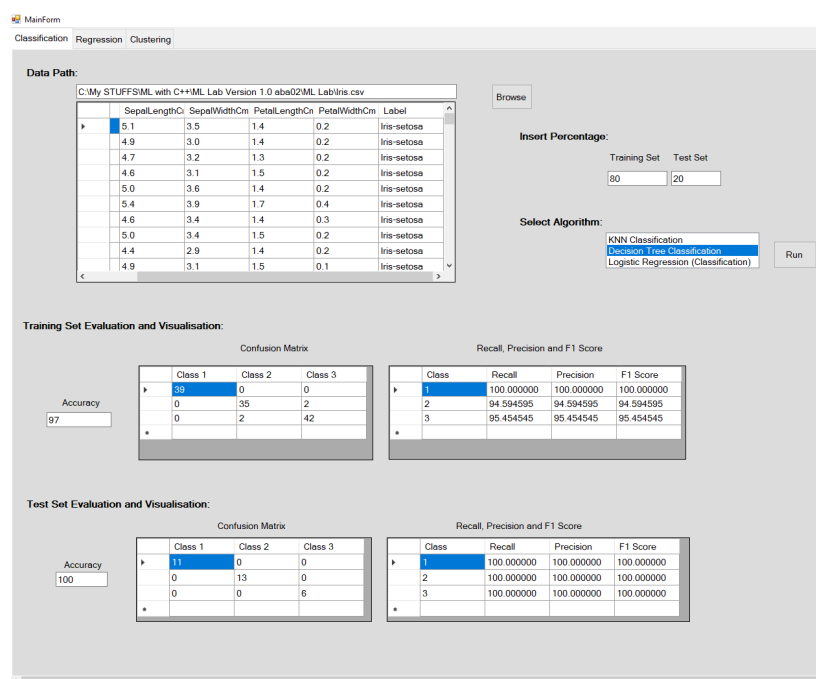 MainForm
Classification Regression Clustering
Data Path:
C:\My STUFFS\ML with C++\ML Lab Version 1.0 aba02\ML Lab\Iris.csv
Browse
SepalLengthCı SepalWidthCm PetalLengthCn PetalWidthCm Label
5.1 3.5 1.4 0.2 Iris-setosa
4.9 3.0 1.4 0.2 Iris-setosa
4.7 3.2 1.3 0.2 Iris-setosa
4.6 3.1 1.5 0.2 Iris-setosa
5.0 3.6 1.4 0.2 Iris-setosa
5.4 3.9 1.7 0.4 Iris-setosa
4.6 3.4 1.4 0.3 Iris-setosa
5.0 3.4 1.5 0.2 Iris-setosa
4.4 2.9 1.4 0.2 Iris-setosa
4.9 3.1 1.5 0.1 Iris-setosa
Insert Percentage:
Training Set Test Set
80 20
Select Algorithm:
KNN Classification
Decision Tree Classification
Logistic Regression (Classification)
Run
Training Set Evaluation and Visualisation:
Confusion Matrix
Class 1 Class 2 Class 3
39 0 0
0 35 2
0 2 42
Accuracy
97
Recall, Precision and F1 Score
Class Recall Precision F1 Score
1 100.000000 100.000000 100.000000
2 94.594595 94.594595 94.594595
3 95.454545 95.454545 95.454545
Test Set Evaluation and Visualisation:
Confusion Matrix
Class 1 Class 2 Class 3
11 0 0
0 13 0
0 0 6
Accuracy
100
Recall, Precision and F1 Score
Class Recall Precision F1 Score
1 100.000000 100.000000 100.000000
2 100.000000 100.000000 100.000000
3 100.000000 100.000000 100.000000